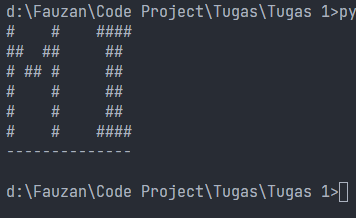 d:\Fauzan\Code Project\Tugas\Tugas 1>py
#    #    ####
##  ##     ##
# ## #     ##
#    #     ##
#    #     ##
#    #    ####
--------------
d:\Fauzan\Code Project\Tugas\Tugas 1>